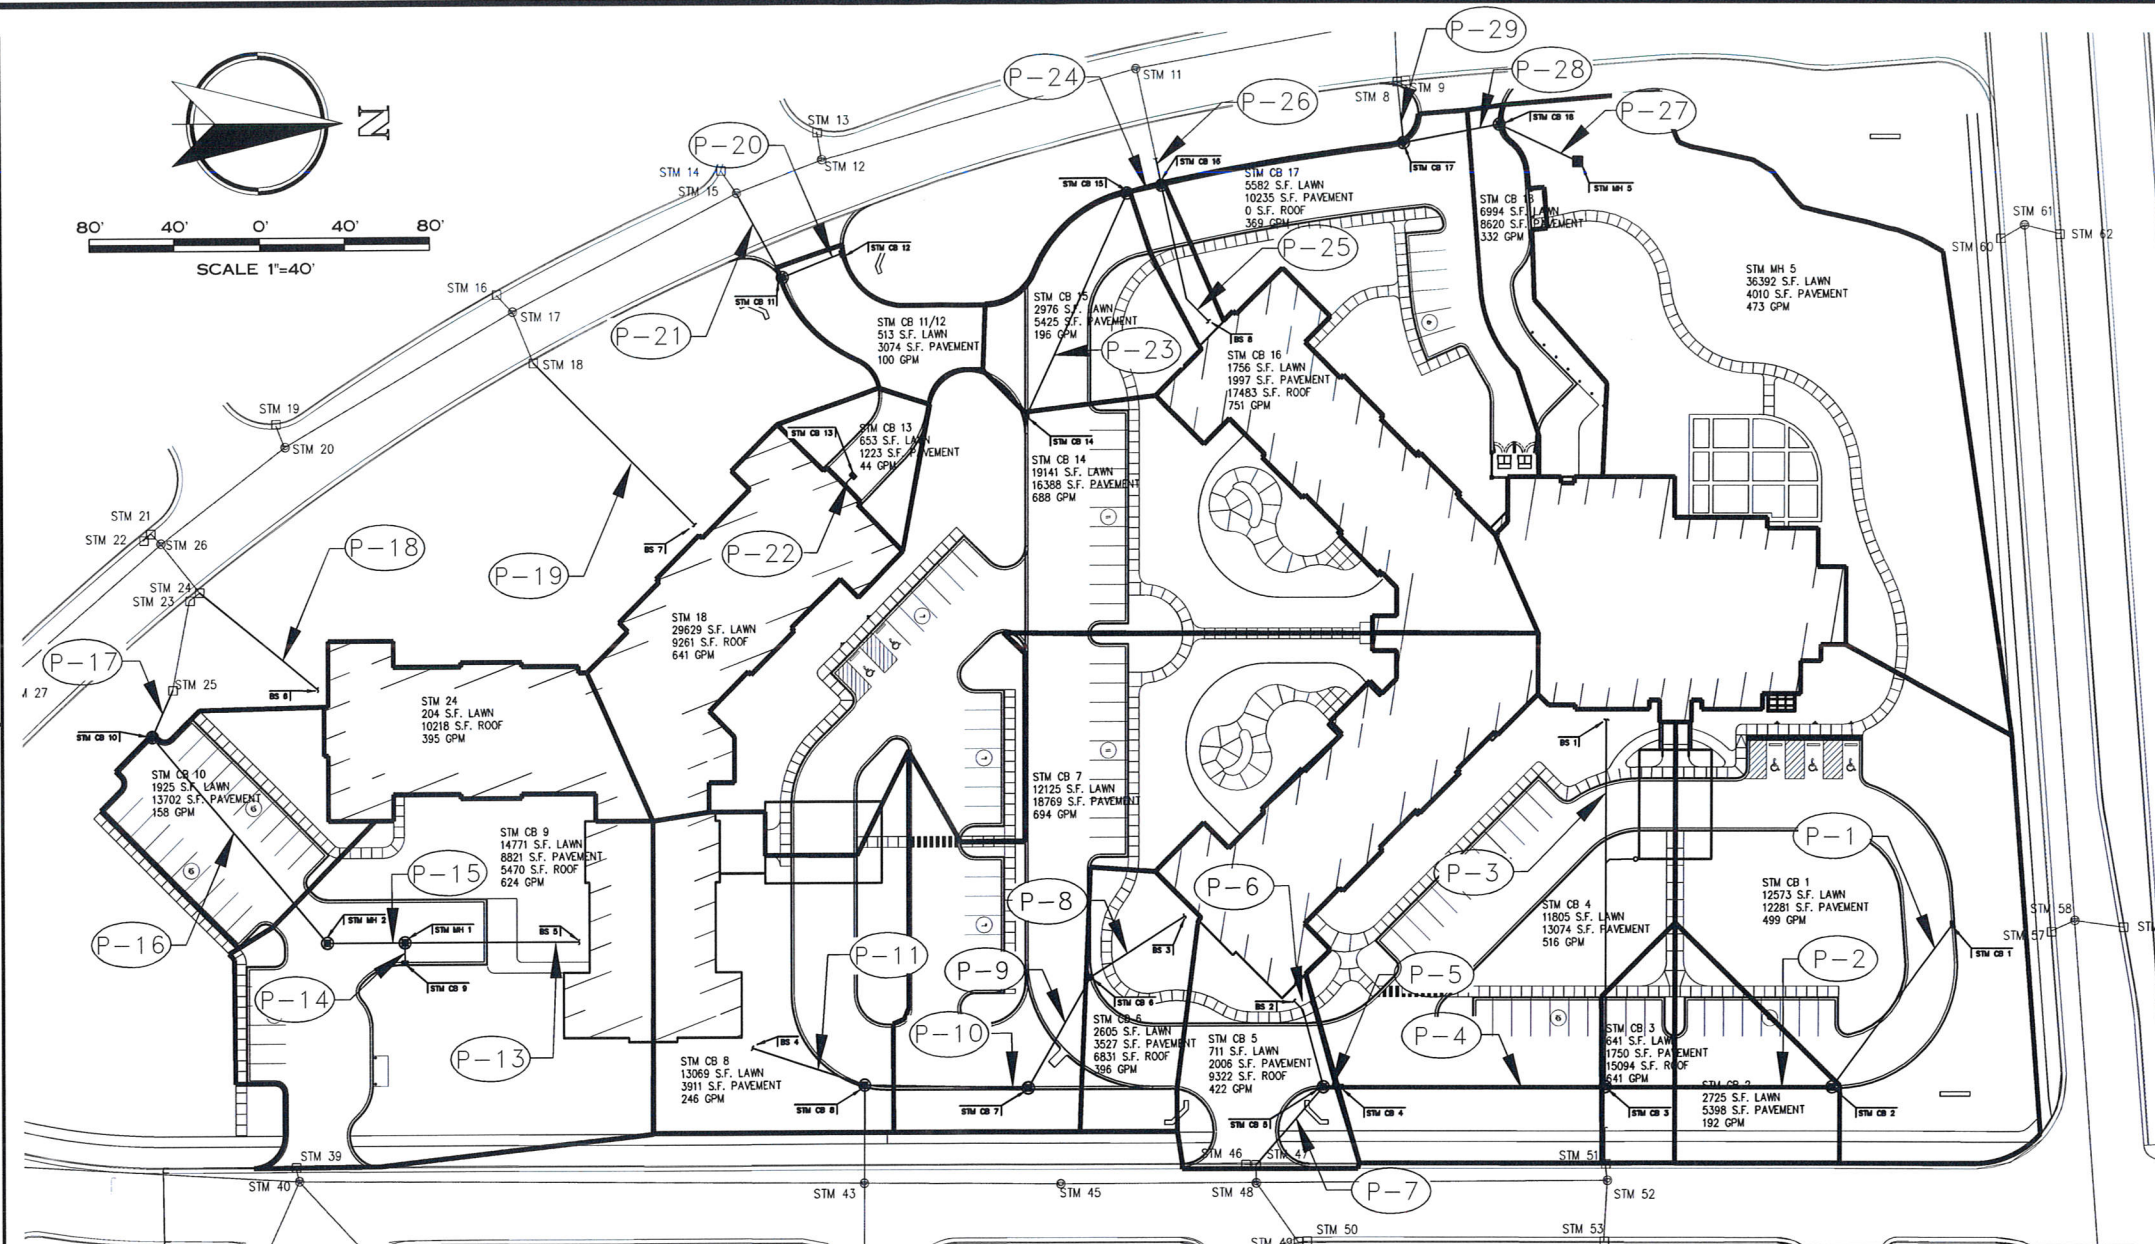 P-29
P-28
P-24
STM 11
STM 8
STM 9
P-26
P-27
N
STM 13
STM CB 18
P-20
STM 12
STM CB 16
STM CB 17
STM 14
STM CB 15
STM MH 5
STM 15
STM CB 17
5582 S.F. LAWN
10235 S.F. PAVEMENT
0 S.F. ROOF
369 GPM
STM CB 18
6994 S.F. LAWN
8620 S.F. PAVEMENT
332 GPM
80' 40' 0' 40' 80'
SCALE 1"=40'
STM CB 12
P-25
STM 61
STM 60
STM 62
STM 16
STM CB 11
STM 17
P-21
STM MH 5
36392 S.F. LAWN
4010 S.F. PAVEMENT
473 GPM
STM CB 11/12
513 S.F. LAWN
3074 S.F. PAVEMENT
100 GPM
STM CB 15
2976 S.F. LAWN
5425 S.F. PAVEMENT
196 GPM
P-23
BS 8
STM CB 16
1756 S.F. LAWN
1997 S.F. PAVEMENT
17483 S.F. ROOF
751 GPM
STM 18
STM 19
STM 20
STM CB 13
STM CB 13
653 S.F. LAWN
1223 S.F. PAVEMENT
44 GPM
STM CB 14
STM CB 14
19141 S.F. LAWN
16388 S.F. PAVEMENT
688 GPM
STM 21
STM 22
STM 26
P-18
BS 7
P-22
P-19
STM 24
STM 23
STM 18
29629 S.F. LAWN
9261 S.F. ROOF
641 GPM
P-17
STM 25
BS 6
M 27
STM 24
204 S.F. LAWN
10218 S.F. ROOF
395 GPM
STM CB 10
BS 1
STM CB 10
1925 S.F. LAWN
13702 S.F. PAVEMENT
158 GPM
STM CB 7
12125 S.F. LAWN
18769 S.F. PAVEMENT
694 GPM
STM CB 9
14771 S.F. LAWN
8821 S.F. PAVEMENT
5470 S.F. ROOF
624 GPM
P-1
P-15
P-3
P-6
P-8
STM CB 1
12573 S.F. LAWN
12281 S.F. PAVEMENT
499 GPM
STM CB 4
11805 S.F. LAWN
13074 S.F. PAVEMENT
516 GPM
STM 58
STM 57
P-16
STM MH 2
STM MH 1
BS 5
BS 3
STM CB 1
P-11
P-9
P-5
P-2
STM CB 9
P-14
STM CB 6
BS 2
P-10
P-4
P-13
BS 4
STM CB 6
2605 S.F. LAWN
3527 S.F. PAVEMENT
6831 S.F. ROOF
396 GPM
STM CB 5
711 S.F. LAWN
2006 S.F. PAVEMENT
9322 S.F. ROOF
422 GPM
STM CB 3
641 S.F. LAWN
1750 S.F. PAVEMENT
15094 S.F. ROOF
641 GPM
STM CB 8
13069 S.F. LAWN
3911 S.F. PAVEMENT
246 GPM
STM CB 2
2725 S.F. LAWN
5398 S.F. PAVEMENT
192 GPM
STM CB 8
STM CB 7
STM CB 5
STM CB 4
STM CB 3
STM CB 2
STM 39
STM 46
STM 47
STM 51
STM 40
STM 43
STM 45
STM 48
P-7
STM 52
STM 50
STM 53